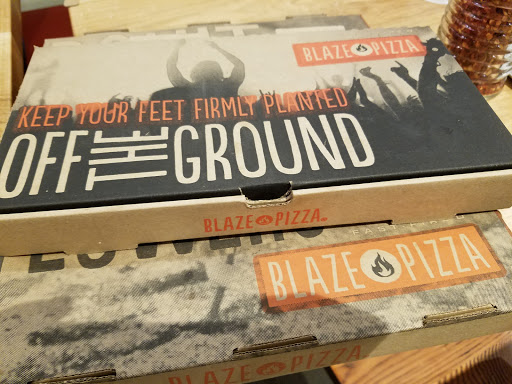 BLAZE PIZZA
KEEP YOUR FEET FIRMLY PLANTED
OFF THE GROUND
BLAZE PIZZA
BLAZE PIZZA
BLAZE PIZZA